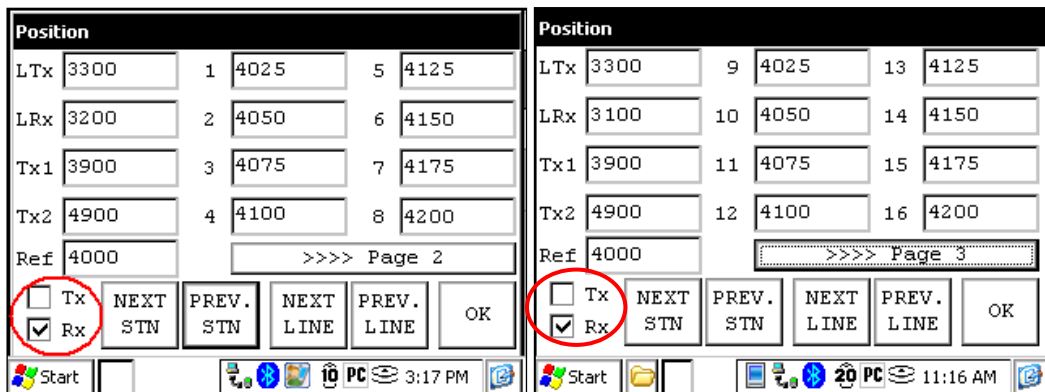 Position
LTx 3300 1 4025 5 4125
LRx 3200 2 4050 6 4150
Tx1 3900 3 4075 7 4175
Tx2 4900 4 4100 8 4200
Ref 4000 >>>> Page 2
Tx
Rx
NEXT STN
PREV. STN
NEXT LINE
PREV. LINE
OK
Start 10 PC 3:17 PM
Position
LTx 3300 9 4025 13 4125
LRx 3100 10 4050 14 4150
Tx1 3900 11 4075 15 4175
Tx2 4900 12 4100 16 4200
Ref 4000 >>>> Page 3
Tx
Rx
NEXT STN
PREV. STN
NEXT LINE
PREV. LINE
OK
Start 20 PC 11:16 AM